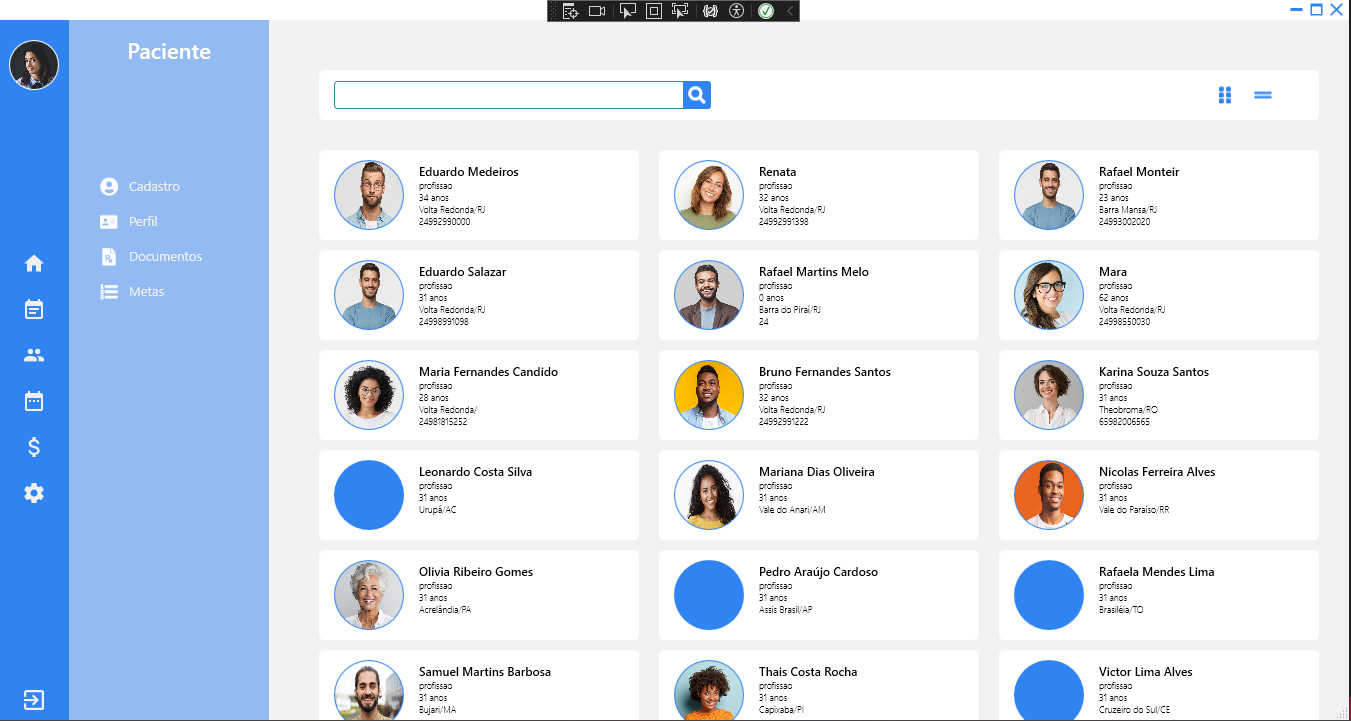 Paciente
Cadastro
Perfil
Documentos
Metas
Eduardo Medeiros
profissao
34 anos
Volta Redonda/RJ
24992990000
Renata
profissao
32 anos
Volta Redonda/RJ
24992991398
Rafael Monteir
profissao
23 anos
Barra Mansa/RJ
24993002020
Eduardo Salazar
profissao
31 anos
Volta Redonda/RJ
24998991098
Rafael Martins Melo
profissao
0 anos
Barra do Piraí/RJ
24
Mara
profissao
62 anos
Volta Redonda/RJ
24998550030
Maria Fernandes Candido
profissao
28 anos
Volta Redonda/
24981815252
Bruno Fernandes Santos
profissao
32 anos
Volta Redonda/RJ
24992991222
Karina Souza Santos
profissao
31 anos
Theobroma/RO
65982006565
Leonardo Costa Silva
profissao
31 anos
Urupá/AC
Mariana Dias Oliveira
profissao
31 anos
Vale do Anari/AM
Nicolas Ferreira Alves
profissao
31 anos
Vale do Paraíso/RR
Olivia Ribeiro Gomes
profissao
31 anos
Acrelândia/PA
Pedro Araújo Cardoso
profissao
31 anos
Assis Brasil/AP
Rafaela Mendes Lima
profissao
31 anos
Brasiléia/TO
Samuel Martins Barbosa
profissao
31 anos
Bujari/MA
Thais Costa Rocha
profissao
31 anos
Capixaba/PI
Victor Lima Alves
profissao
31 anos
Cruzeiro do Sul/CE